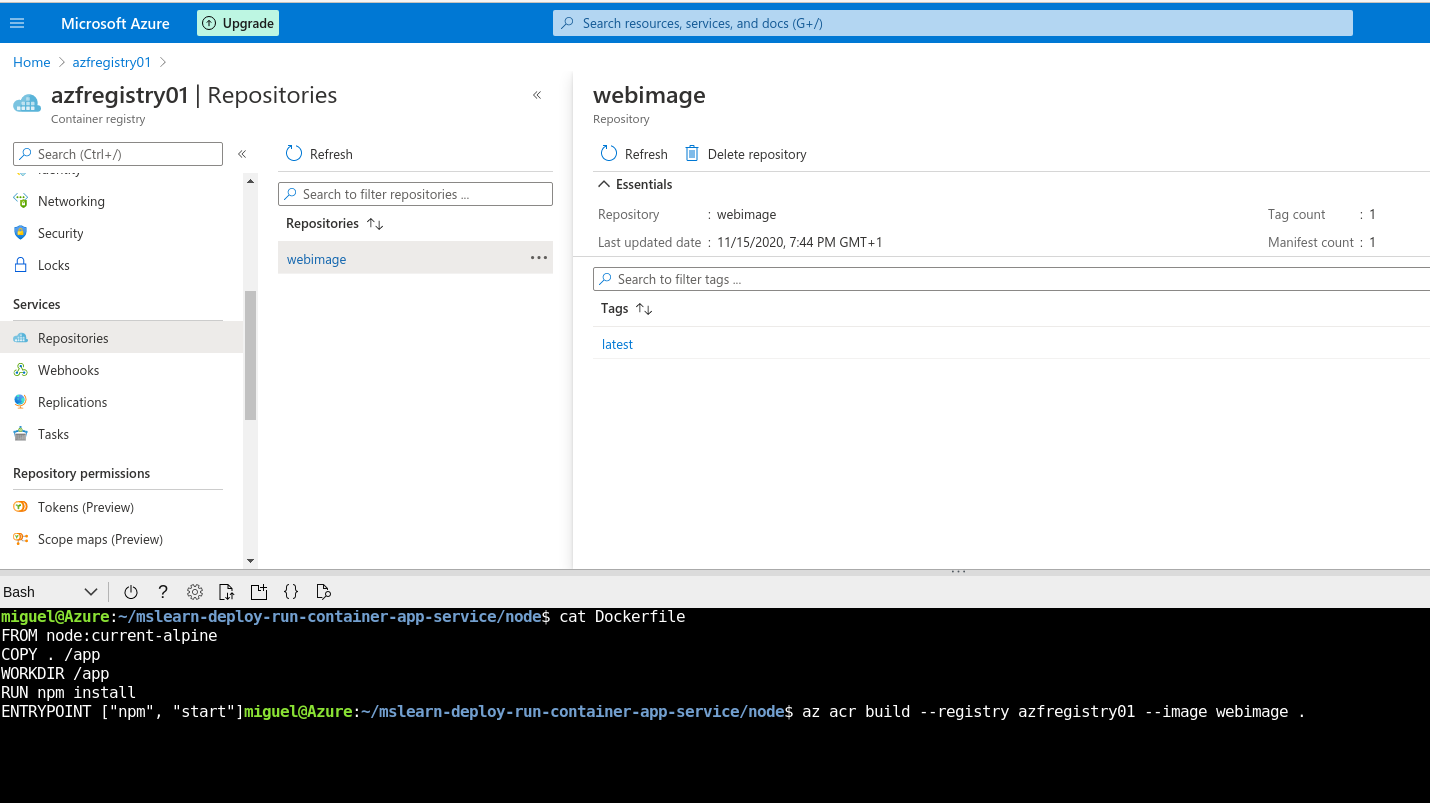 Microsoft Azure
Upgrade
Search resources, services, and docs (G+/)
Home > azfregistry01 >
azfregistry01 | Repositories
Container registry
«
Search (Ctrl+/)
«
Identity
Networking
Security
Locks
Services
Repositories
Webhooks
Replications
Tasks
Repository permissions
Tokens (Preview)
Scope maps (Preview)
Refresh
Search to filter repositories ...
Repositories ↑↓
webimage ...
webimage
Repository
Refresh Delete repository
Essentials
Repository : webimage Tag count : 1
Last updated date : 11/15/2020, 7:44 PM GMT+1 Manifest count : 1
Search to filter tags ...
Tags ↑↓
latest
Bash ? {}
miguel@Azure:~/mslearn-deploy-run-container-app-service/node$ cat Dockerfile
FROM node:current-alpine
COPY . /app
WORKDIR /app
RUN npm install
ENTRYPOINT ["npm", "start"]miguel@Azure:~/mslearn-deploy-run-container-app-service/node$ az acr build --registry azfregistry01 --image webimage .